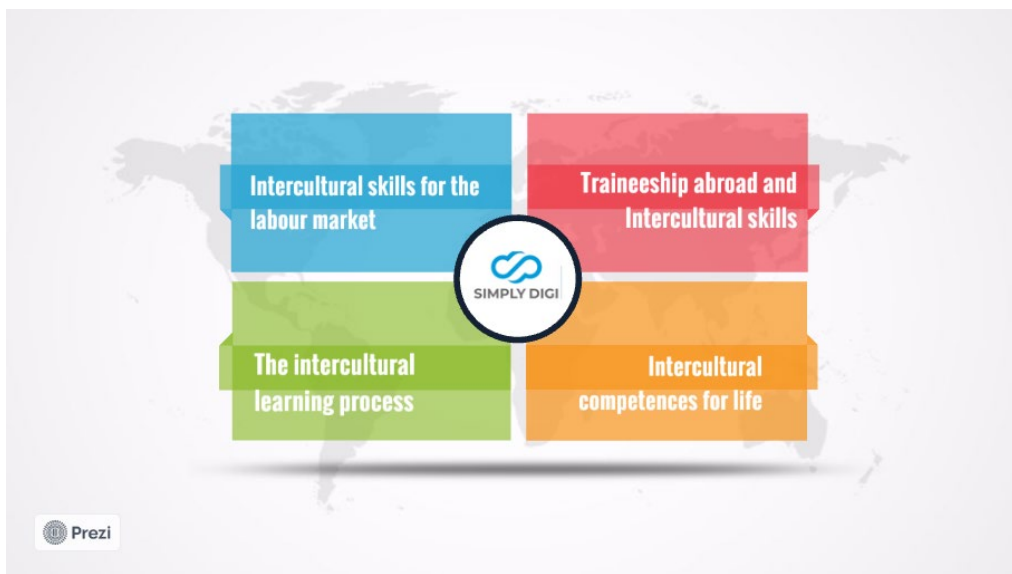 Intercultural skills for the
labour market
Traineeship abroad and
Intercultural skills
SIMPLY DIGI
The intercultural
learning process
Intercultural
competences for life
Prezi